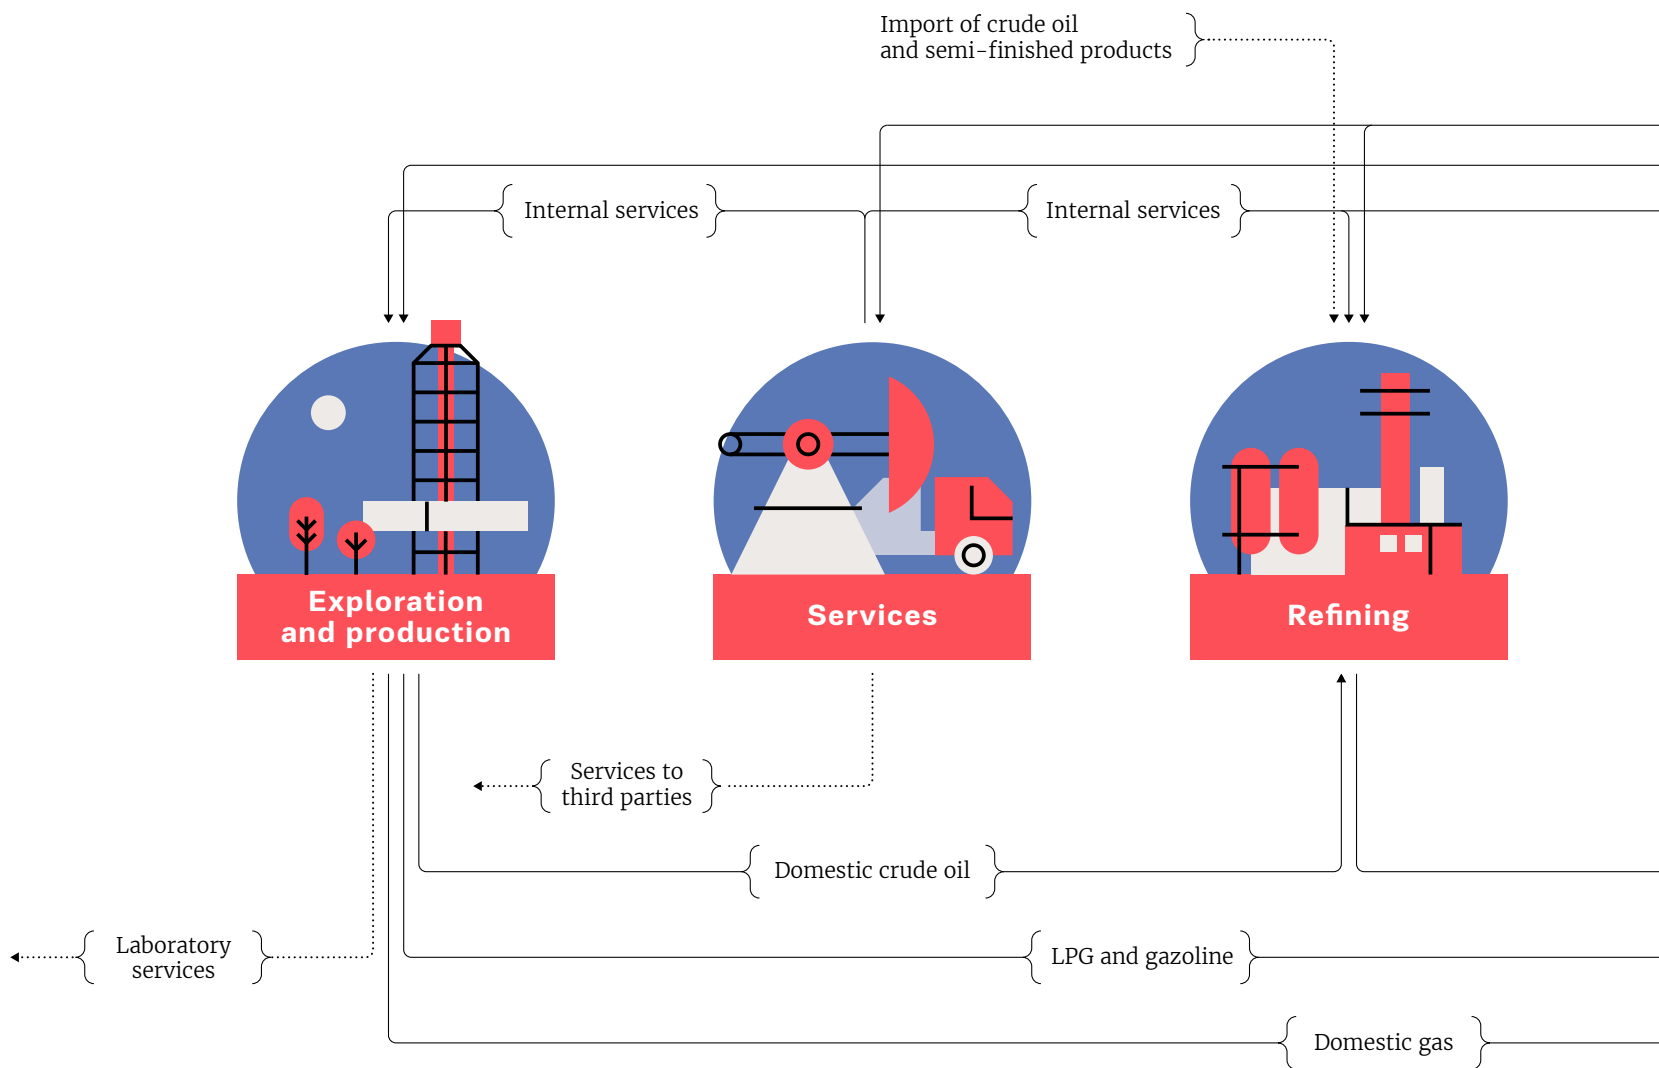 Import of crude oil
and semi-finished products
Internal services
Internal services
Exploration
and production
Services
Refining
Services to
third parties
Domestic crude oil
Laboratory
services
LPG and gazoline
Domestic gas